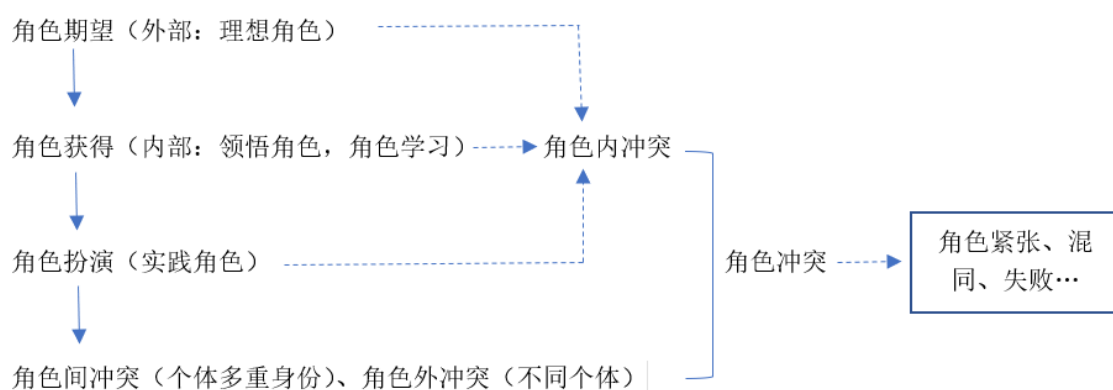 角色期望（外部：理想角色）
角色获得（内部：领悟角色，角色学习）
角色内冲突
角色扮演（实践角色）
角色冲突
角色紧张、混
同、失败…
角色间冲突（个体多重身份）、角色外冲突（不同个体）